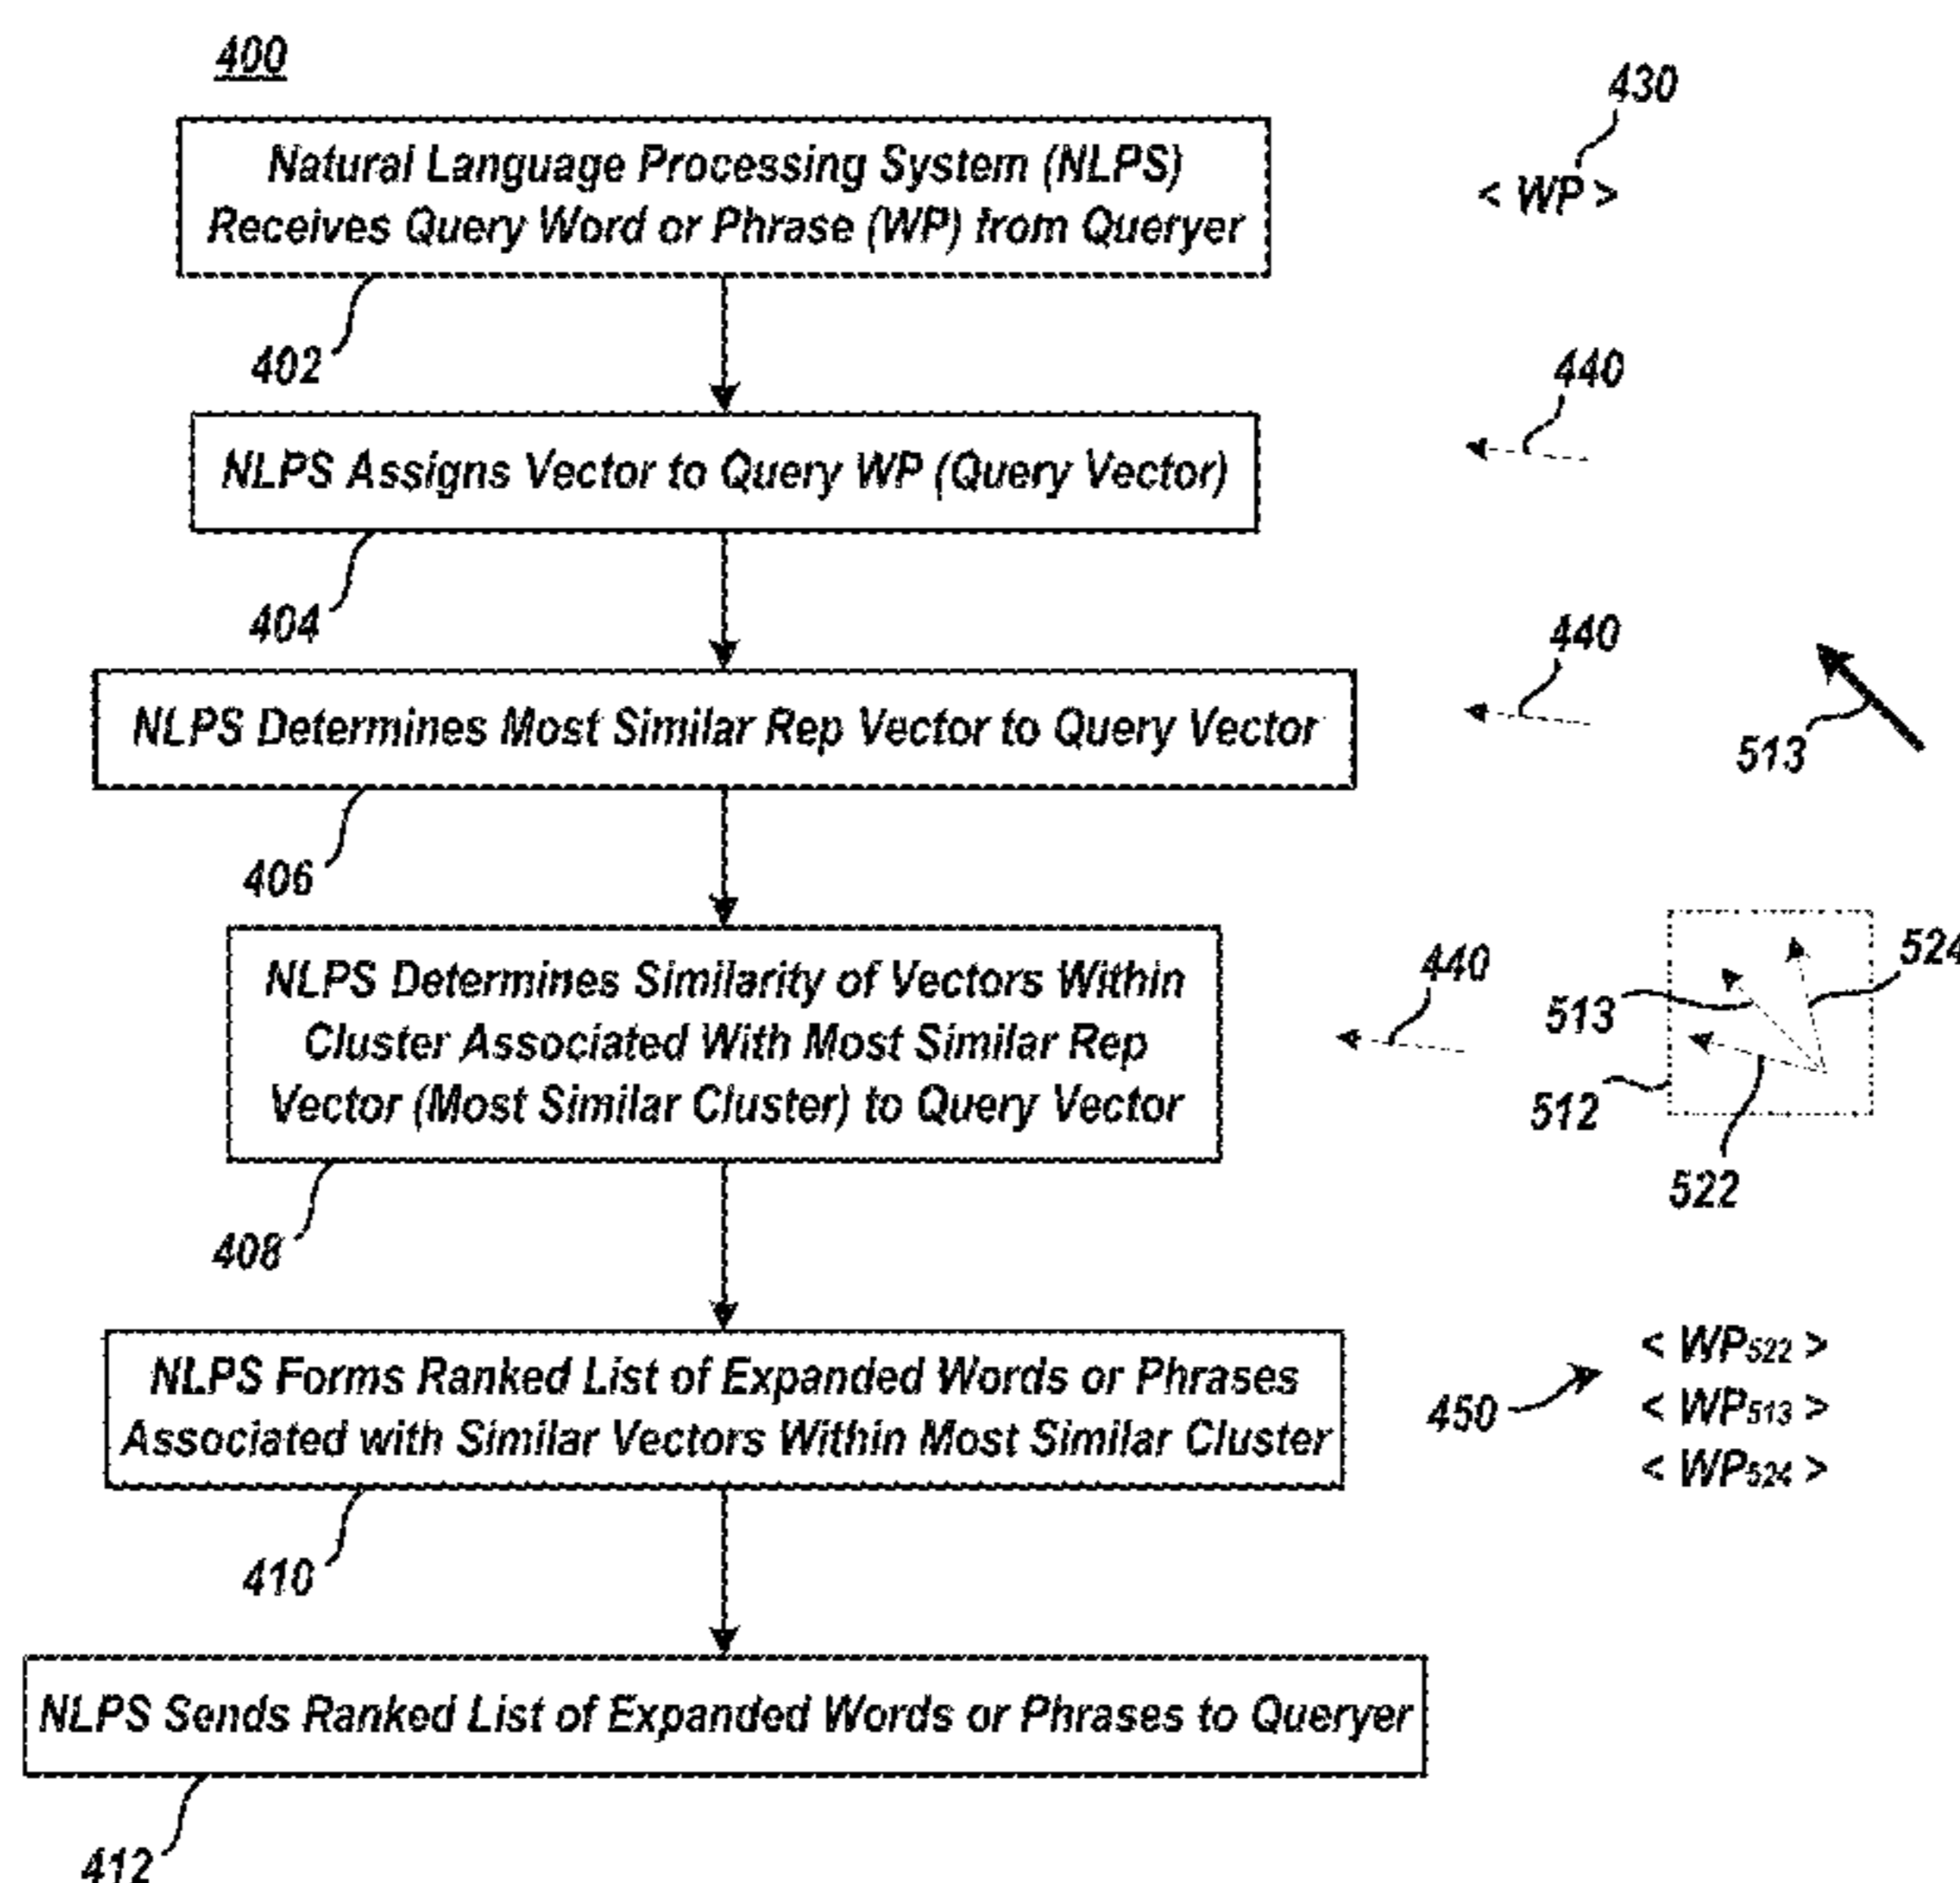 400
430
Natural Language Processing System (NLPS)
Receives Query Word or Phrase (WP) from Queryer
< WP >
402
440
NLPS Assigns Vector to Query WP (Query Vector)
404
440
NLPS Determines Most Similar Rep Vector to Query Vector
513
406
NLPS Determines Similarity of Vectors Within
Cluster Associated With Most Similar Rep
Vector (Most Similar Cluster) to Query Vector
440
524
513
512
522
408
NLPS Forms Ranked List of Expanded Words or Phrases
Associated with Similar Vectors Within Most Similar Cluster
450
< WP522 >
< WP513 >
< WP524 >
410
NLPS Sends Ranked List of Expanded Words or Phrases to Queryer
412